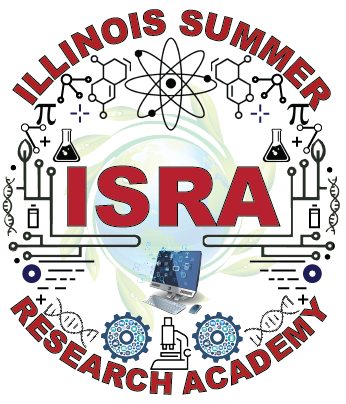 ILLINOIS SUMMER
π π
ISRA
RESEARCH ACADEMY